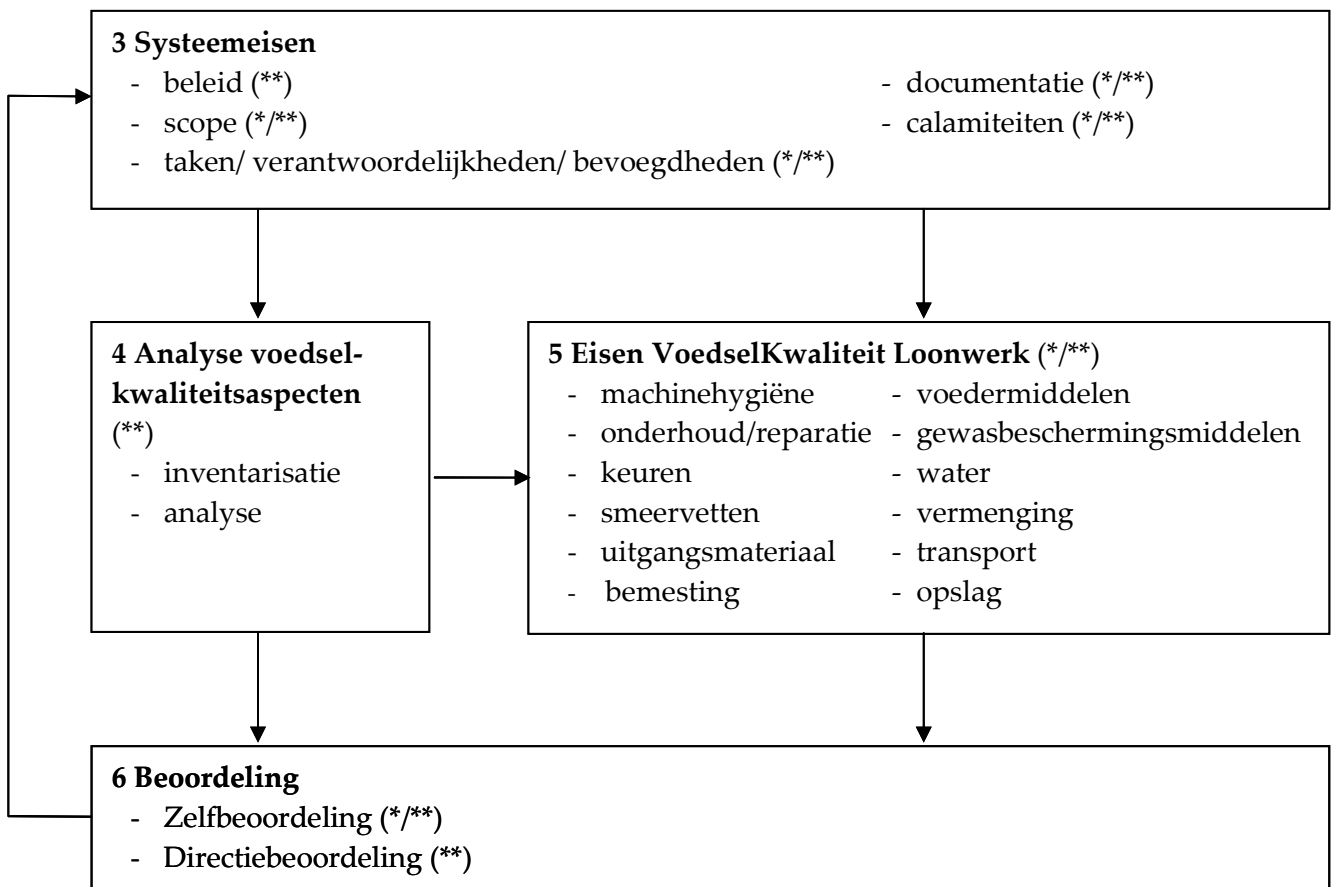 3 Systeemeisen
- beleid (**)
- scope (*/**)
- taken/ verantwoordelijkheden/ bevoegdheden (*/**)
- documentatie (*/**)
- calamiteiten (*/**)
4 Analyse voedsel-
kwaliteitsaspecten
(**)
- inventarisatie
- analyse
5 Eisen VoedselKwaliteit Loonwerk (*/**)
- machinehygiëne
- onderhoud/reparatie
- keuren
- smeervetten
- uitgangsmateriaal
- bemesting
- voedermiddelen
- gewasbeschermingsmiddelen
- water
- vermenging
- transport
- opslag
6 Beoordeling
- Zelfbeoordeling (*/**)
- Directiebeoordeling (**)